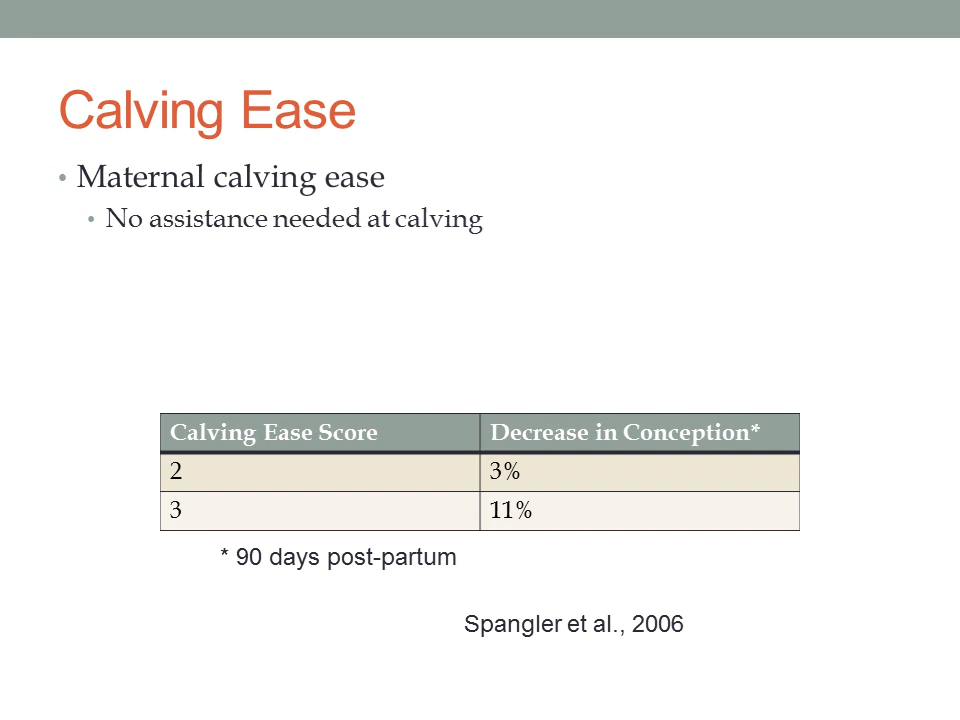 Calving Ease
• Maternal calving ease
• No assistance needed at calving
Calving Ease Score Decrease in Conception*
2 3%
3 11%
* 90 days post-partum
Spangler et al., 2006